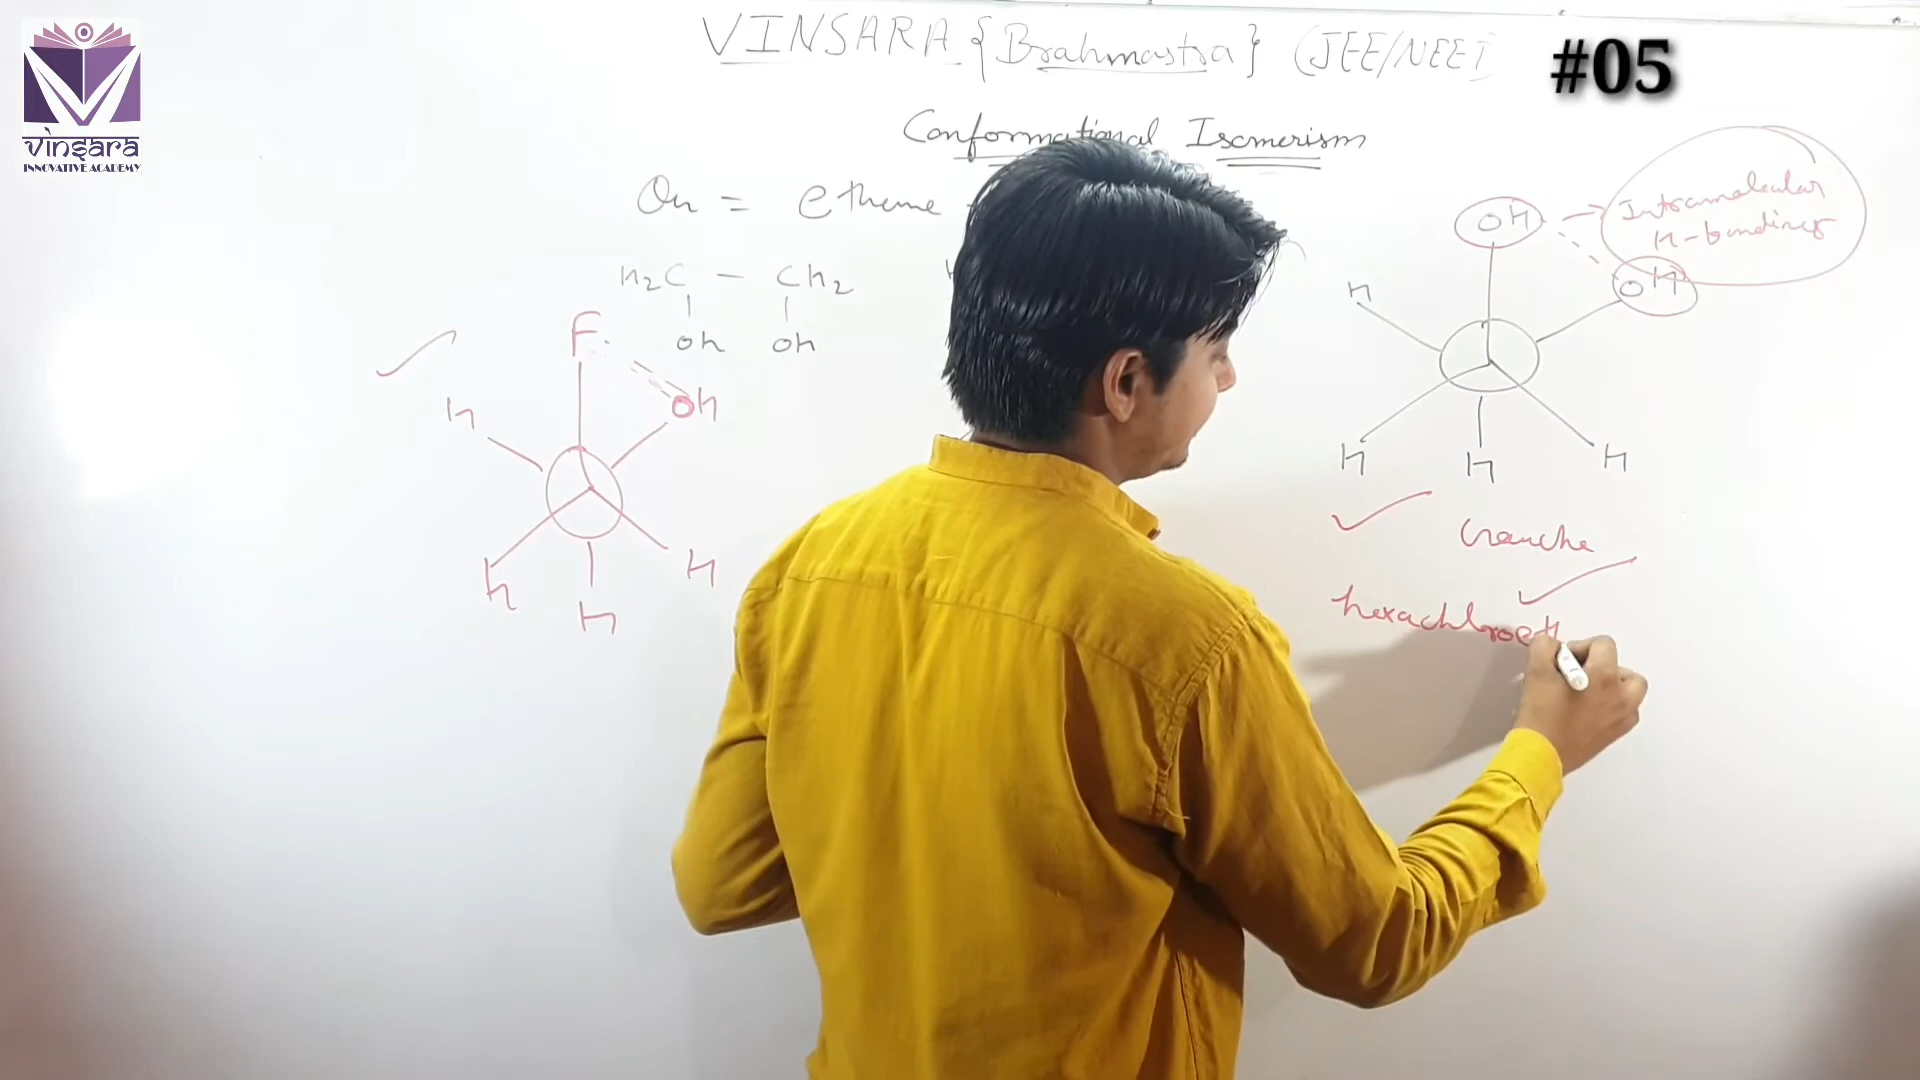 vinsara
INNOVATIVE ACADEMY
VINSARA {Brahmastra} (JEE/NEET)
#05
Conformational Isomerism
On = ethene
H2C - CH2
OH OH
F
OH
H
H
H
H
OH
OH
Intramolecular
H-bonding
H
H
H
H
Gauche
hexachloroeth